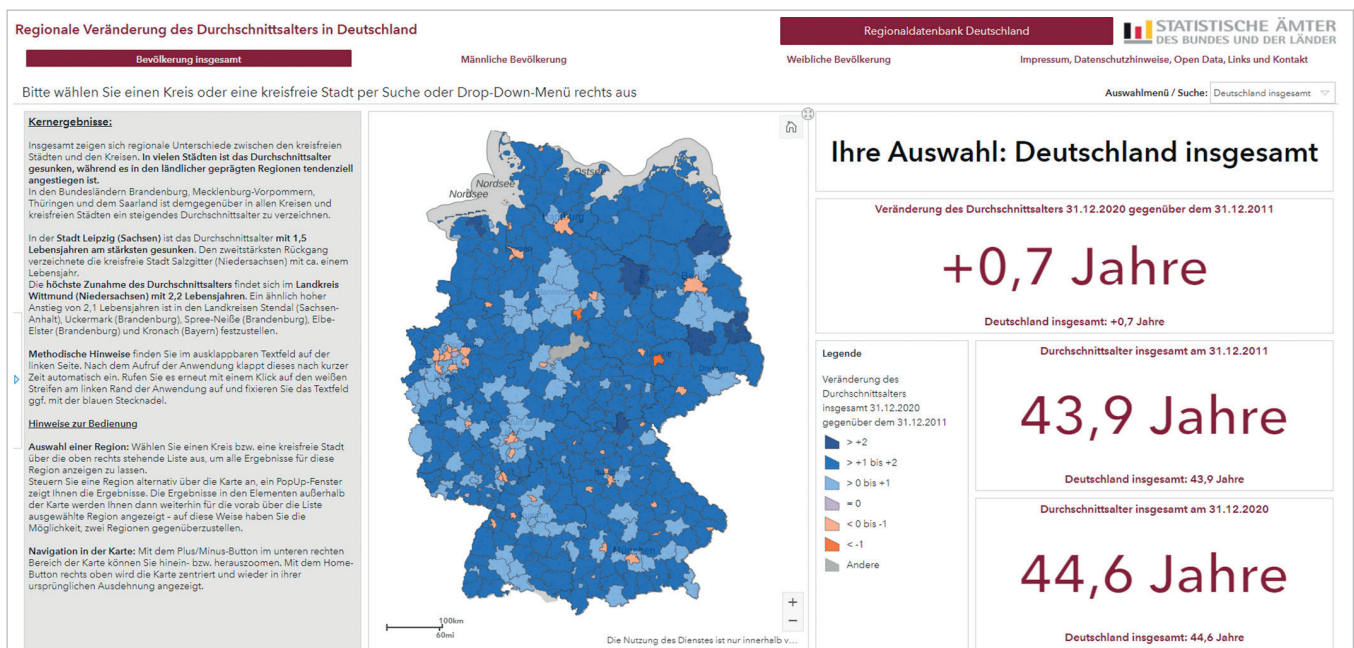 Regionale Veränderung des Durchschnittsalters in Deutschland
Regionaldatenbank Deutschland
STATISTISCHE ÄMTER
DES BUNDES UND DER LÄNDER
Bevölkerung insgesamt
Männliche Bevölkerung
Weibliche Bevölkerung
Impressum, Datenschutzhinweise, Open Data, Links und Kontakt
Bitte wählen Sie einen Kreis oder eine kreisfreie Stadt per Suche oder Drop-Down-Menü rechts aus
Auswahlmenü / Suche: Deutschland insgesamt
Kernergebnisse:
Insgesamt zeigen sich regionale Unterschiede zwischen den kreisfreien
Städten und den Kreisen. In vielen Städten ist das Durchschnittsalter
gesunken, während es in den ländlicher geprägten Regionen tendenziell
angestiegen ist.
In den Bundesländern Brandenburg, Mecklenburg-Vorpommern,
Thüringen und dem Saarland ist demgegenüber in allen Kreisen und
kreisfreien Städten ein steigendes Durchschnittsalter zu verzeichnen.
In der Stadt Leipzig (Sachsen) ist das Durchschnittsalter mit 1,5
Lebensjahren am stärksten gesunken. Den zweitstärksten Rückgang
verzeichnete die kreisfreie Stadt Salzgitter (Niedersachsen) mit ca. einem
Lebensjahr.
Die höchste Zunahme des Durchschnittsalters findet sich im Landkreis
Wittmund (Niedersachsen) mit 2,2 Lebensjahren. Ein ähnlich hoher
Anstieg von 2,1 Lebensjahren ist in den Landkreisen Stendal (Sachsen-
Anhalt), Uckermark (Brandenburg), Spree-Neiße (Brandenburg), Elbe-
Elster (Brandenburg) und Kronach (Bayern) festzustellen.
Methodische Hinweise finden Sie im ausklappbaren Textfeld auf der
linken Seite. Nach dem Aufruf der Anwendung klappt dieses nach kurzer
Zeit automatisch ein. Rufen Sie es erneut mit einem Klick auf den weißen
Streifen am linken Rand der Anwendung auf und fixieren Sie das Textfeld
ggf. mit der blauen Stecknadel.
Hinweise zur Bedienung
Auswahl einer Region: Wählen Sie einen Kreis bzw. eine kreisfreie Stadt
über die oben rechts stehende Liste aus, um alle Ergebnisse für diese
Region anzeigen zu lassen.
Steuern Sie eine Region alternativ über die Karte an, ein PopUp-Fenster
zeigt Ihnen die Ergebnisse. Die Ergebnisse in den Elementen außerhalb
der Karte werden Ihnen dann weiterhin für die vorab über die Liste
ausgewählte Region angezeigt - auf diese Weise haben Sie die
Möglichkeit, zwei Regionen gegenüberzustellen.
Navigation in der Karte: Mit dem Plus/Minus-Button im unteren rechten
Bereich der Karte können Sie hinein- bzw. herauszoomen. Mit dem Home-
Button rechts oben wird die Karte zentriert und wieder in ihrer
ursprünglichen Ausdehnung angezeigt.
Nordsee
Nordsee
Ostsee
München
100km
60mi
+
−
Die Nutzung des Dienstes ist nur innerhalb v...
Ihre Auswahl: Deutschland insgesamt
Veränderung des Durchschnittsalters 31.12.2020 gegenüber dem 31.12.2011
+0,7 Jahre
Deutschland insgesamt: +0,7 Jahre
Legende
Veränderung des
Durchschnittsalters
insgesamt 31.12.2020
gegenüber dem 31.12.2011
> +2
> +1 bis +2
> 0 bis +1
= 0
< 0 bis -1
< -1
Andere
Durchschnittsalter insgesamt am 31.12.2011
43,9 Jahre
Deutschland insgesamt: 43,9 Jahre
Durchschnittsalter insgesamt am 31.12.2020
44,6 Jahre
Deutschland insgesamt: 44,6 Jahre